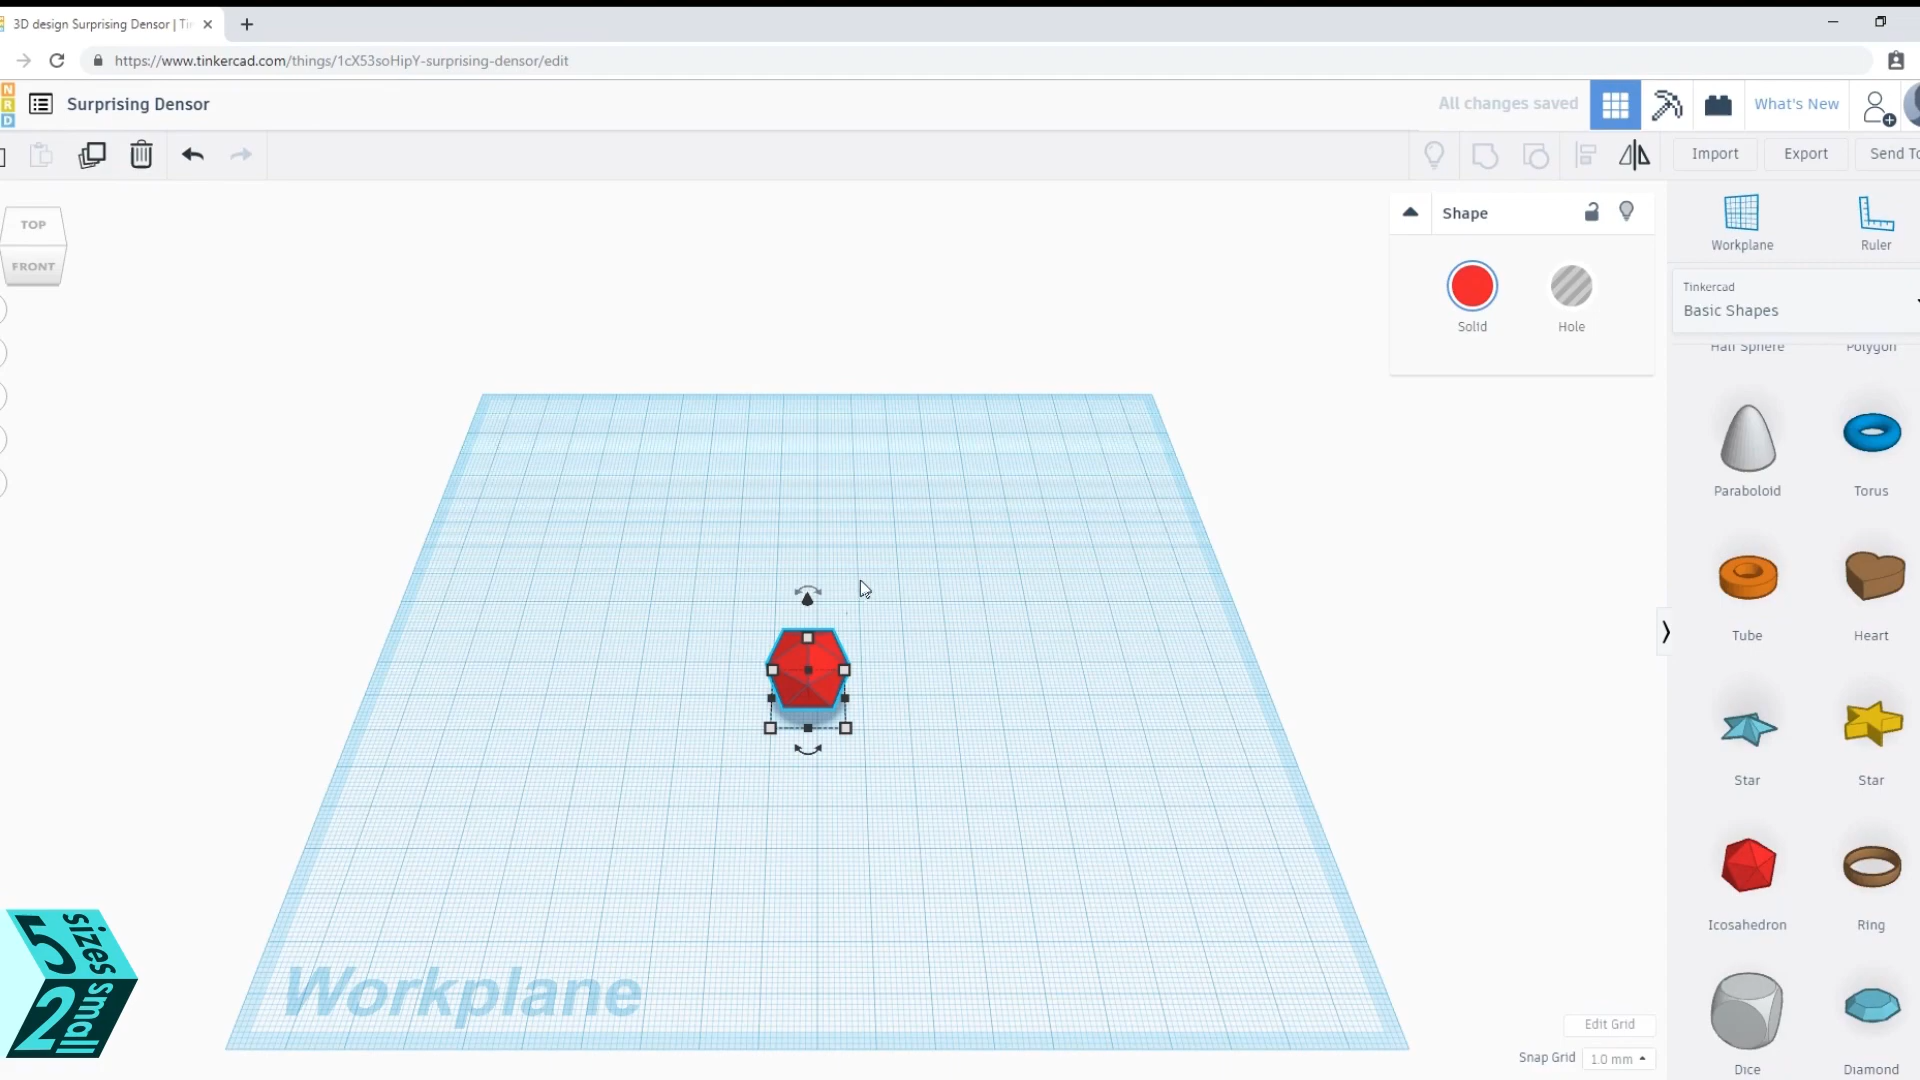 3D design Surprising Densor | Ti
https://www.tinkercad.com/things/1cX53soHipY-surprising-densor/edit
N
R
D
Surprising Densor
All changes saved
What's New
Import
Export
Send To
TOP
FRONT
Shape
Solid
Hole
Workplane
Ruler
Tinkercad
Basic Shapes
Half Sphere
Polygon
Paraboloid
Torus
Tube
Heart
Star
Star
Icosahedron
Ring
Dice
Diamond
Workplane
Edit Grid
Snap Grid
1.0 mm
5 sizes
2 small